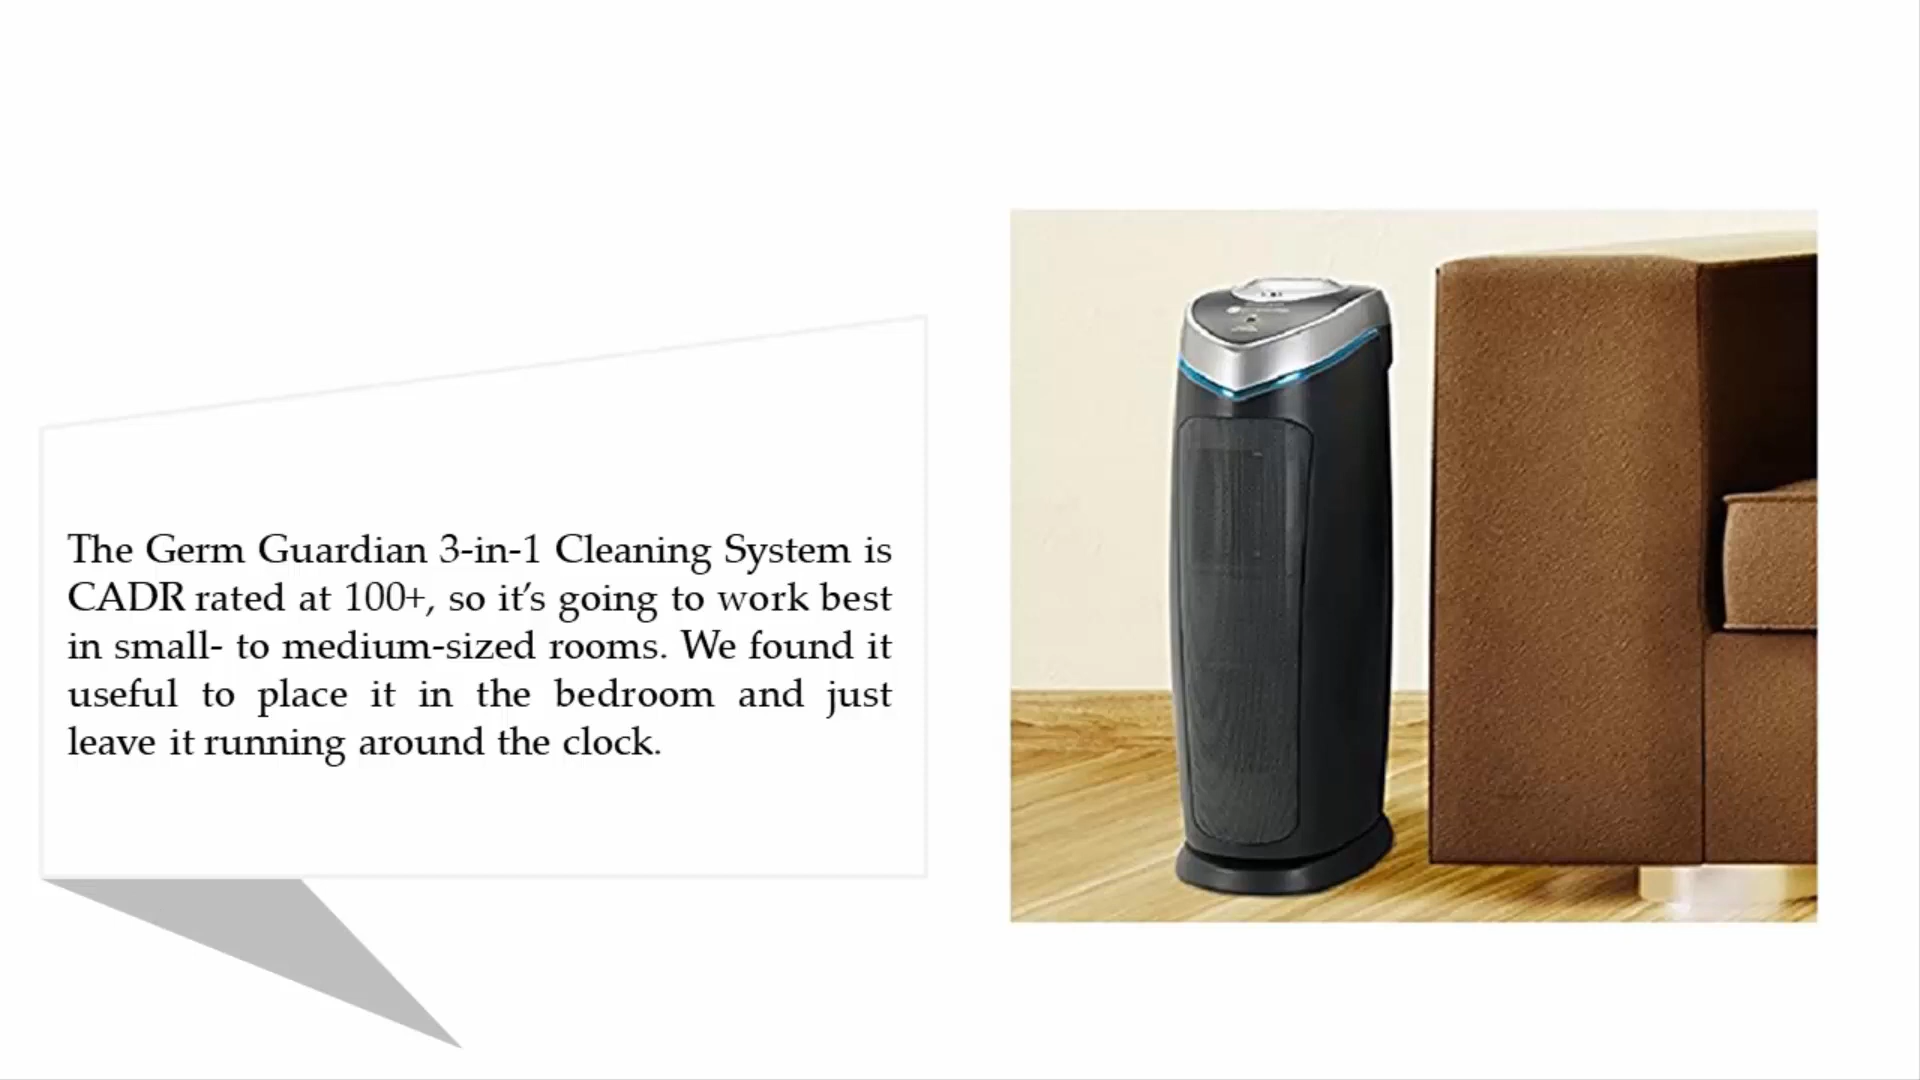 The Germ Guardian 3-in-1 Cleaning System is
CADR rated at 100+, so it’s going to work best
in small- to medium-sized rooms. We found it
useful to place it in the bedroom and just
leave it running around the clock.